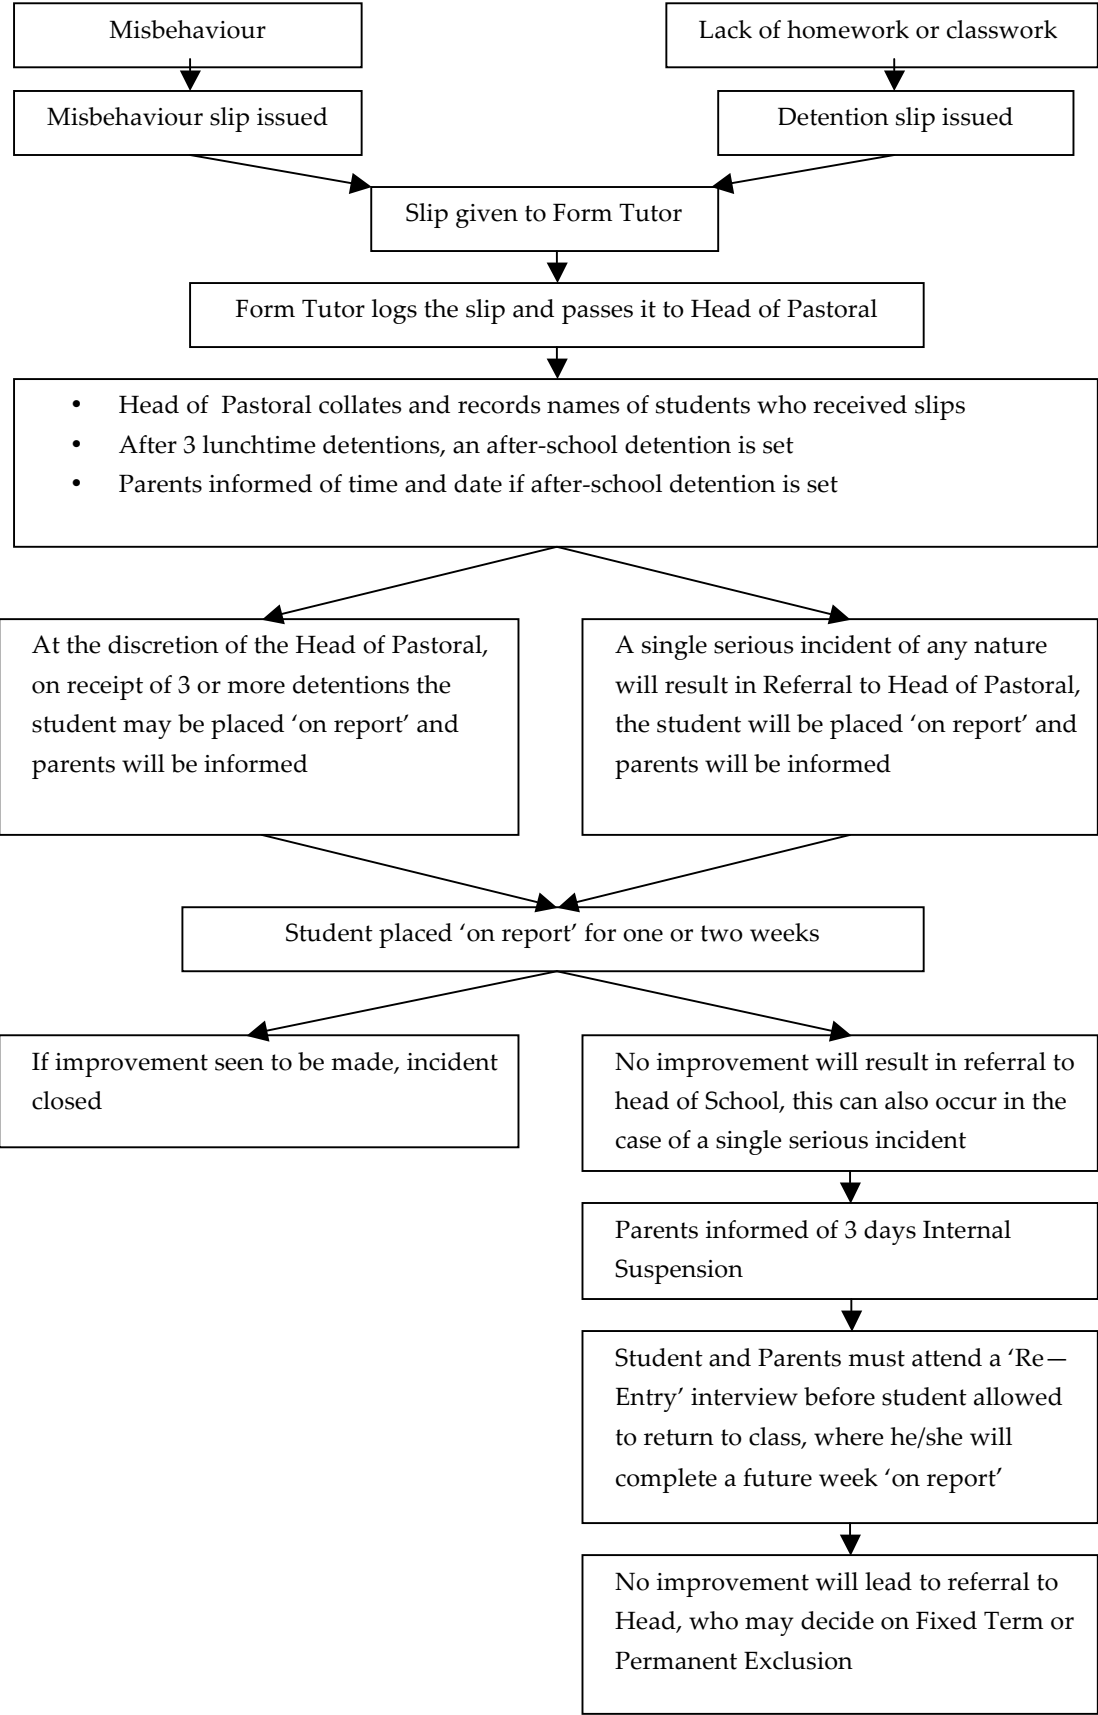 Misbehaviour
Lack of homework or classwork
Misbehaviour slip issued
Detention slip issued
Slip given to Form Tutor
Form Tutor logs the slip and passes it to Head of Pastoral
• Head of  Pastoral collates and records names of students who received slips
• After 3 lunchtime detentions, an after-school detention is set
• Parents informed of time and date if after-school detention is set
At the discretion of the Head of Pastoral,
on receipt of 3 or more detentions the
student may be placed ‘on report’ and
parents will be informed
A single serious incident of any nature
will result in Referral to Head of Pastoral,
the student will be placed ‘on report’ and
parents will be informed
Student placed ‘on report’ for one or two weeks
If improvement seen to be made, incident
closed
No improvement will result in referral to
head of School, this can also occur in the
case of a single serious incident
Parents informed of 3 days Internal
Suspension
Student and Parents must attend a ‘Re—
Entry’ interview before student allowed
to return to class, where he/she will
complete a future week ‘on report’
No improvement will lead to referral to
Head, who may decide on Fixed Term or
Permanent Exclusion